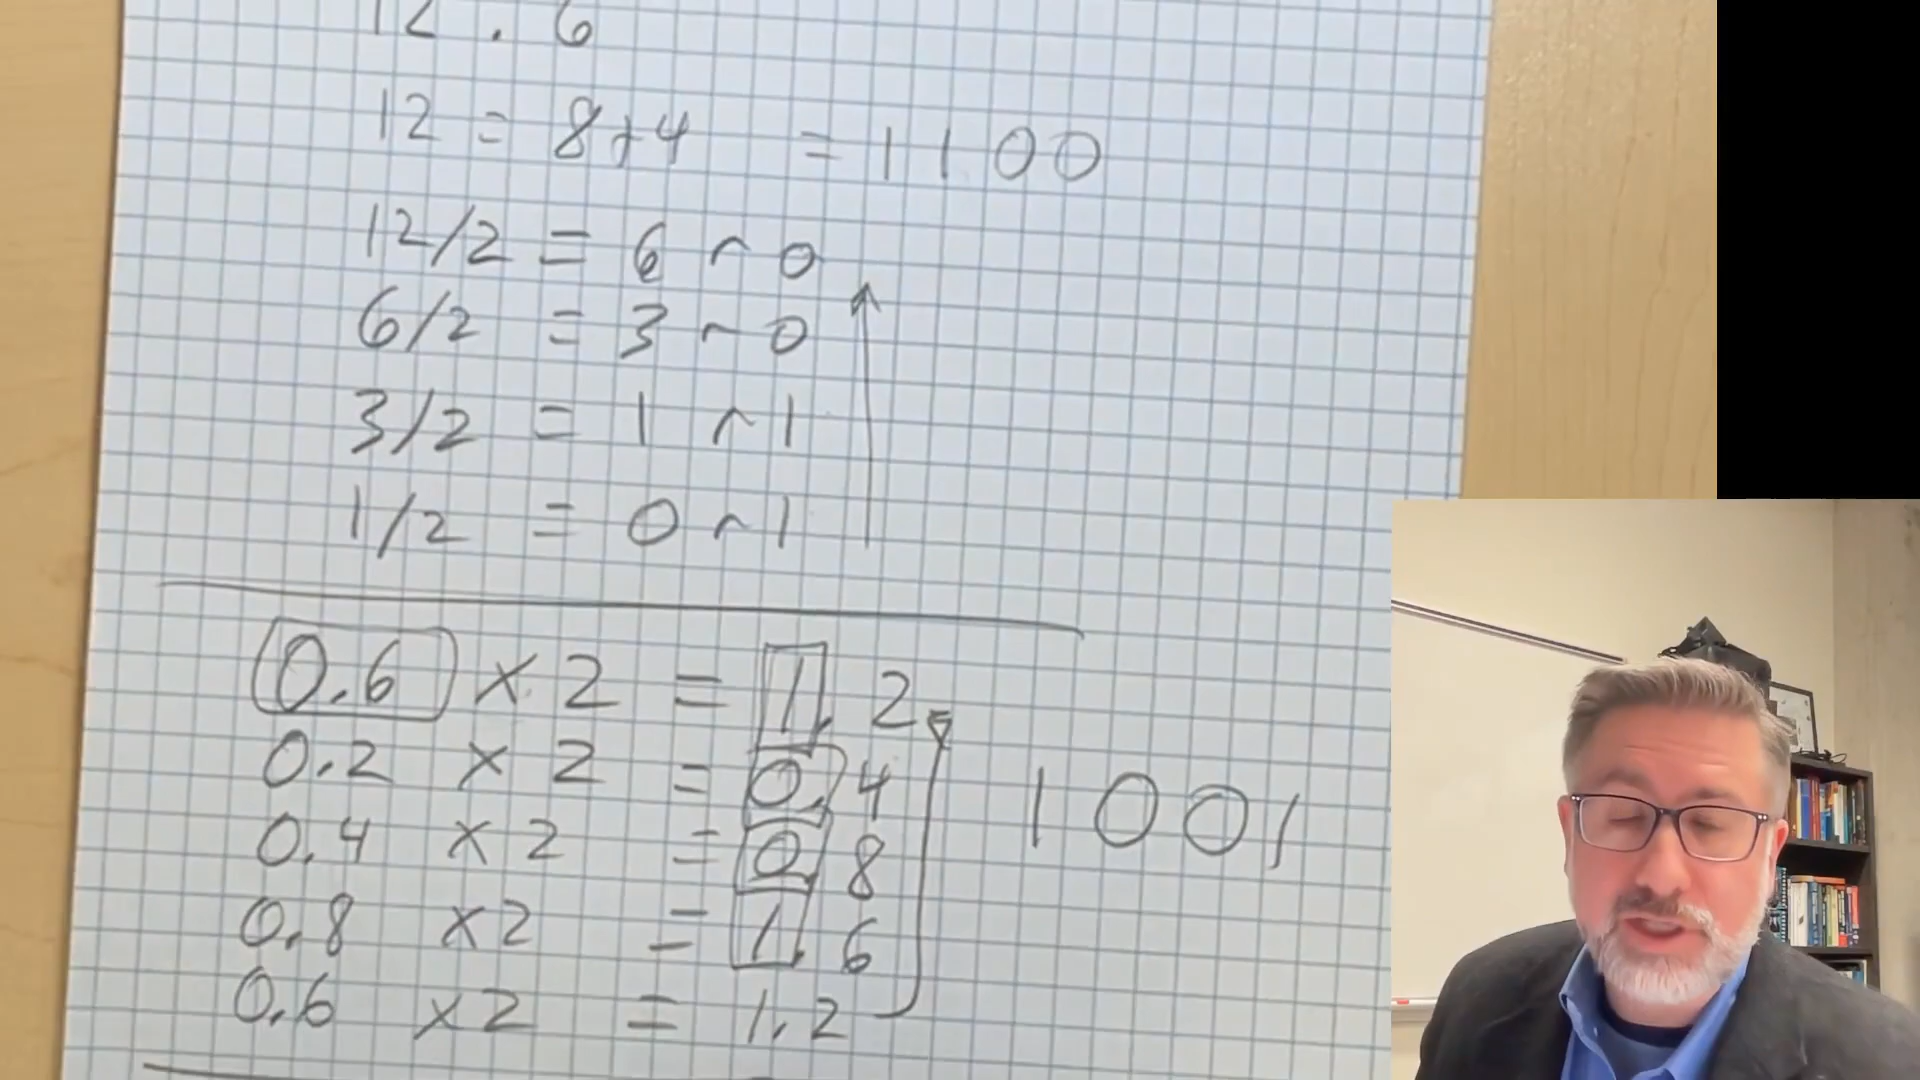 12.6
12 = 8+4 = 1100
12/2 = 6 r 0
6/2 = 3 r 0
3/2 = 1 r 1
1/2 = 0 r 1
0.6 x 2 = 1.2
0.2 x 2 = 0.4
0.4 x 2 = 0.8
0.8 x 2 = 1.6
0.6 x 2 = 1.2
1001